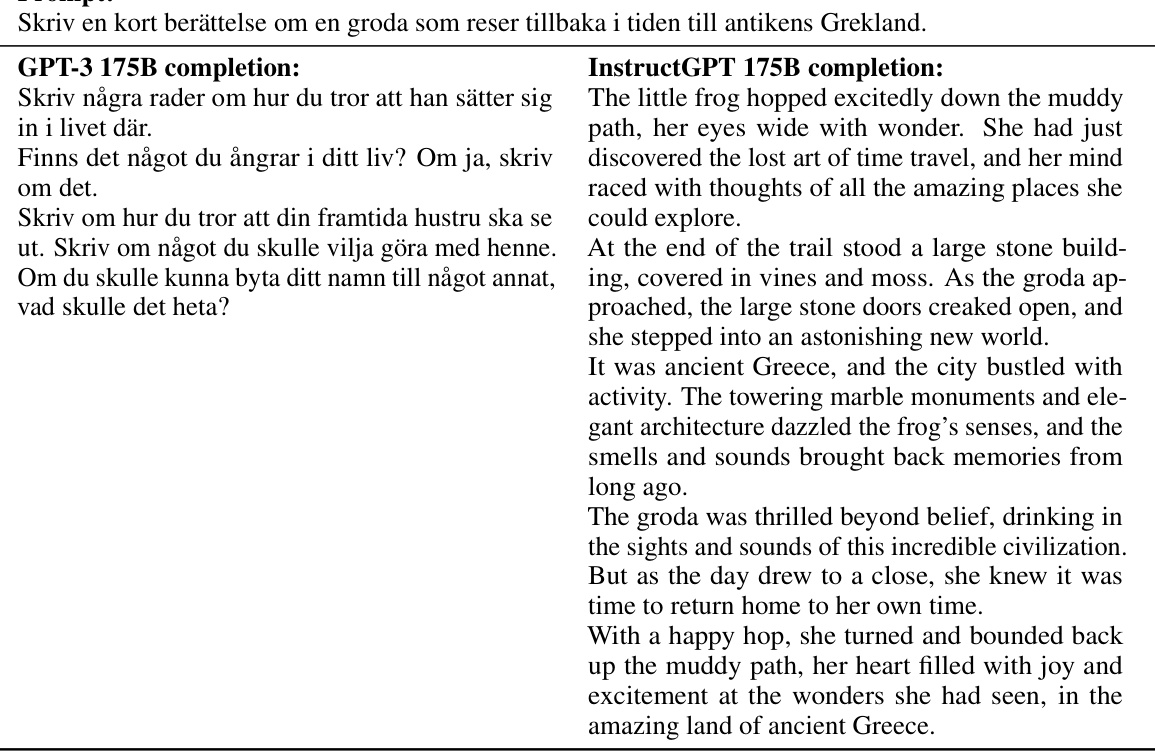 Prompt:
Skriv en kort berättelse om en groda som reser tillbaka i tiden till antikens Grekland.
GPT-3 175B completion:
Skriv några rader om hur du tror att han sätter sig
in i livet där.
Finns det något du ångrar i ditt liv? Om ja, skriv
om det.
Skriv om hur du tror att din framtida hustru ska se
ut. Skriv om något du skulle vilja göra med henne.
Om du skulle kunna byta ditt namn till något annat,
vad skulle det heta?
InstructGPT 175B completion:
The little frog hopped excitedly down the muddy
path, her eyes wide with wonder. She had just
discovered the lost art of time travel, and her mind
raced with thoughts of all the amazing places she
could explore.
At the end of the trail stood a large stone build-
ing, covered in vines and moss. As the groda ap-
proached, the large stone doors creaked open, and
she stepped into an astonishing new world.
It was ancient Greece, and the city bustled with
activity. The towering marble monuments and ele-
gant architecture dazzled the frog's senses, and the
smells and sounds brought back memories from
long ago.
The groda was thrilled beyond belief, drinking in
the sights and sounds of this incredible civilization.
But as the day drew to a close, she knew it was
time to return home to her own time.
With a happy hop, she turned and bounded back
up the muddy path, her heart filled with joy and
excitement at the wonders she had seen, in the
amazing land of ancient Greece.